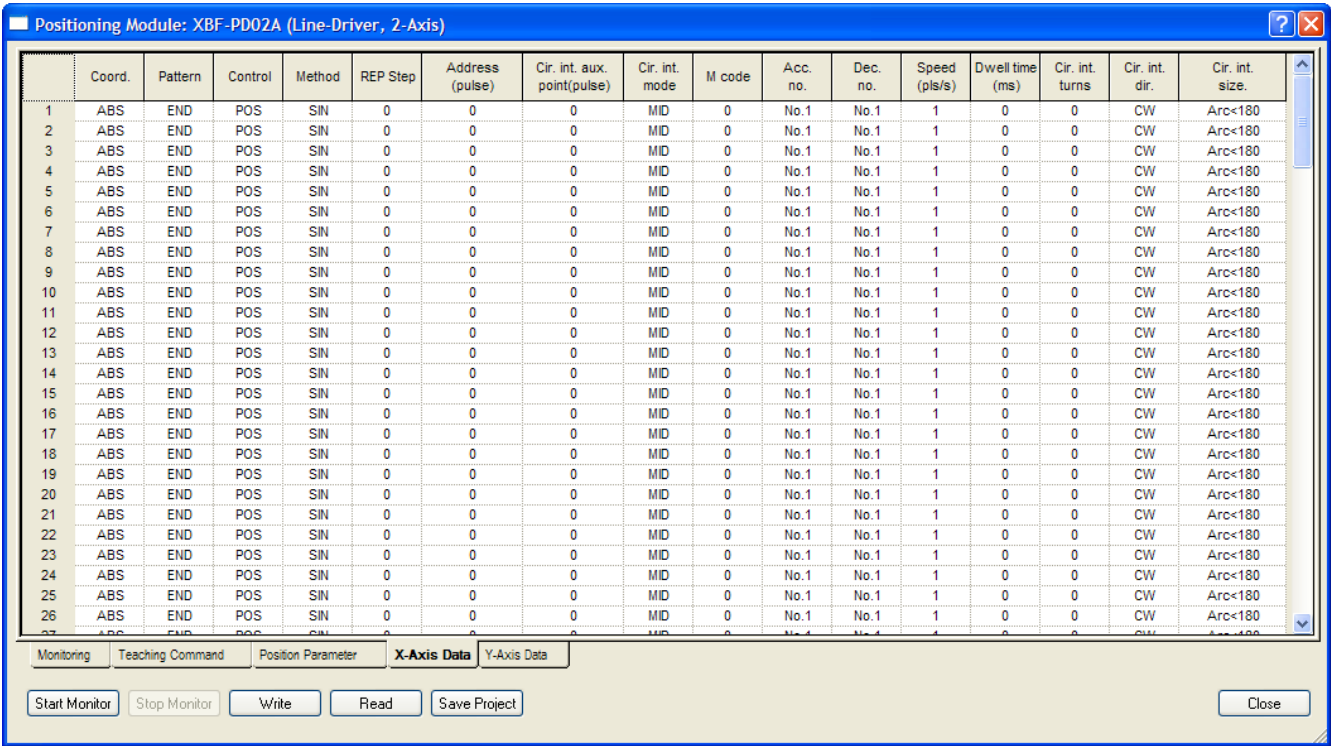 Positioning Module: XBF-PD02A (Line-Driver, 2-Axis)
Coord. Pattern Control Method REP Step Address (pulse) Cir. int. aux. point(pulse) Cir. int. mode M code Acc. no. Dec. no. Speed (pls/s) Dwell time (ms) Cir. int. turns Cir. int. dir. Cir. int. size.
1 ABS END POS SIN 0 0 0 MID 0 No.1 No.1 1 0 0 CW Arc<180
2 ABS END POS SIN 0 0 0 MID 0 No.1 No.1 1 0 0 CW Arc<180
3 ABS END POS SIN 0 0 0 MID 0 No.1 No.1 1 0 0 CW Arc<180
4 ABS END POS SIN 0 0 0 MID 0 No.1 No.1 1 0 0 CW Arc<180
5 ABS END POS SIN 0 0 0 MID 0 No.1 No.1 1 0 0 CW Arc<180
6 ABS END POS SIN 0 0 0 MID 0 No.1 No.1 1 0 0 CW Arc<180
7 ABS END POS SIN 0 0 0 MID 0 No.1 No.1 1 0 0 CW Arc<180
8 ABS END POS SIN 0 0 0 MID 0 No.1 No.1 1 0 0 CW Arc<180
9 ABS END POS SIN 0 0 0 MID 0 No.1 No.1 1 0 0 CW Arc<180
10 ABS END POS SIN 0 0 0 MID 0 No.1 No.1 1 0 0 CW Arc<180
11 ABS END POS SIN 0 0 0 MID 0 No.1 No.1 1 0 0 CW Arc<180
12 ABS END POS SIN 0 0 0 MID 0 No.1 No.1 1 0 0 CW Arc<180
13 ABS END POS SIN 0 0 0 MID 0 No.1 No.1 1 0 0 CW Arc<180
14 ABS END POS SIN 0 0 0 MID 0 No.1 No.1 1 0 0 CW Arc<180
15 ABS END POS SIN 0 0 0 MID 0 No.1 No.1 1 0 0 CW Arc<180
16 ABS END POS SIN 0 0 0 MID 0 No.1 No.1 1 0 0 CW Arc<180
17 ABS END POS SIN 0 0 0 MID 0 No.1 No.1 1 0 0 CW Arc<180
18 ABS END POS SIN 0 0 0 MID 0 No.1 No.1 1 0 0 CW Arc<180
19 ABS END POS SIN 0 0 0 MID 0 No.1 No.1 1 0 0 CW Arc<180
20 ABS END POS SIN 0 0 0 MID 0 No.1 No.1 1 0 0 CW Arc<180
21 ABS END POS SIN 0 0 0 MID 0 No.1 No.1 1 0 0 CW Arc<180
22 ABS END POS SIN 0 0 0 MID 0 No.1 No.1 1 0 0 CW Arc<180
23 ABS END POS SIN 0 0 0 MID 0 No.1 No.1 1 0 0 CW Arc<180
24 ABS END POS SIN 0 0 0 MID 0 No.1 No.1 1 0 0 CW Arc<180
25 ABS END POS SIN 0 0 0 MID 0 No.1 No.1 1 0 0 CW Arc<180
26 ABS END POS SIN 0 0 0 MID 0 No.1 No.1 1 0 0 CW Arc<180
Monitoring Teaching Command Position Parameter X-Axis Data Y-Axis Data
Start Monitor Stop Monitor Write Read Save Project Close